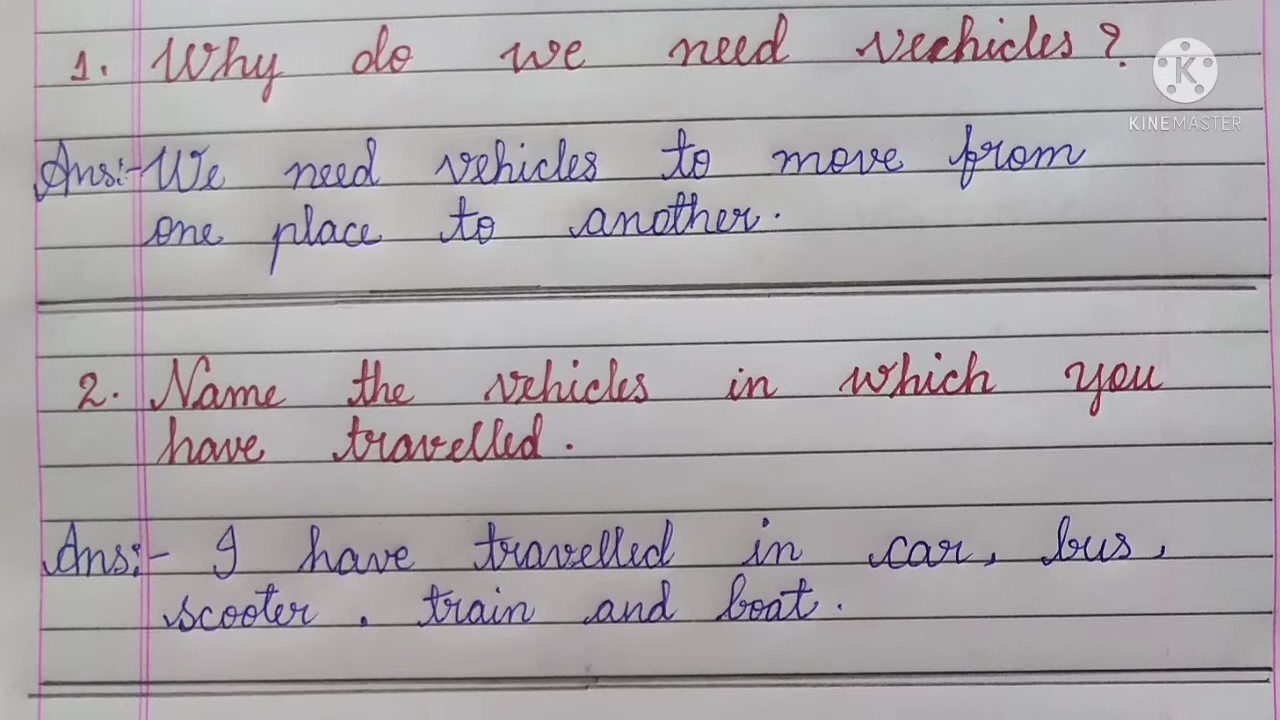 1. Why do we need vechicles?
K
KINEMASTER
Ans:- We need vehicles to move from
one place to another.
2. Name the vehicles in which you
have travelled.
Ans:- I have travelled in car, bus,
scooter, train and boat.